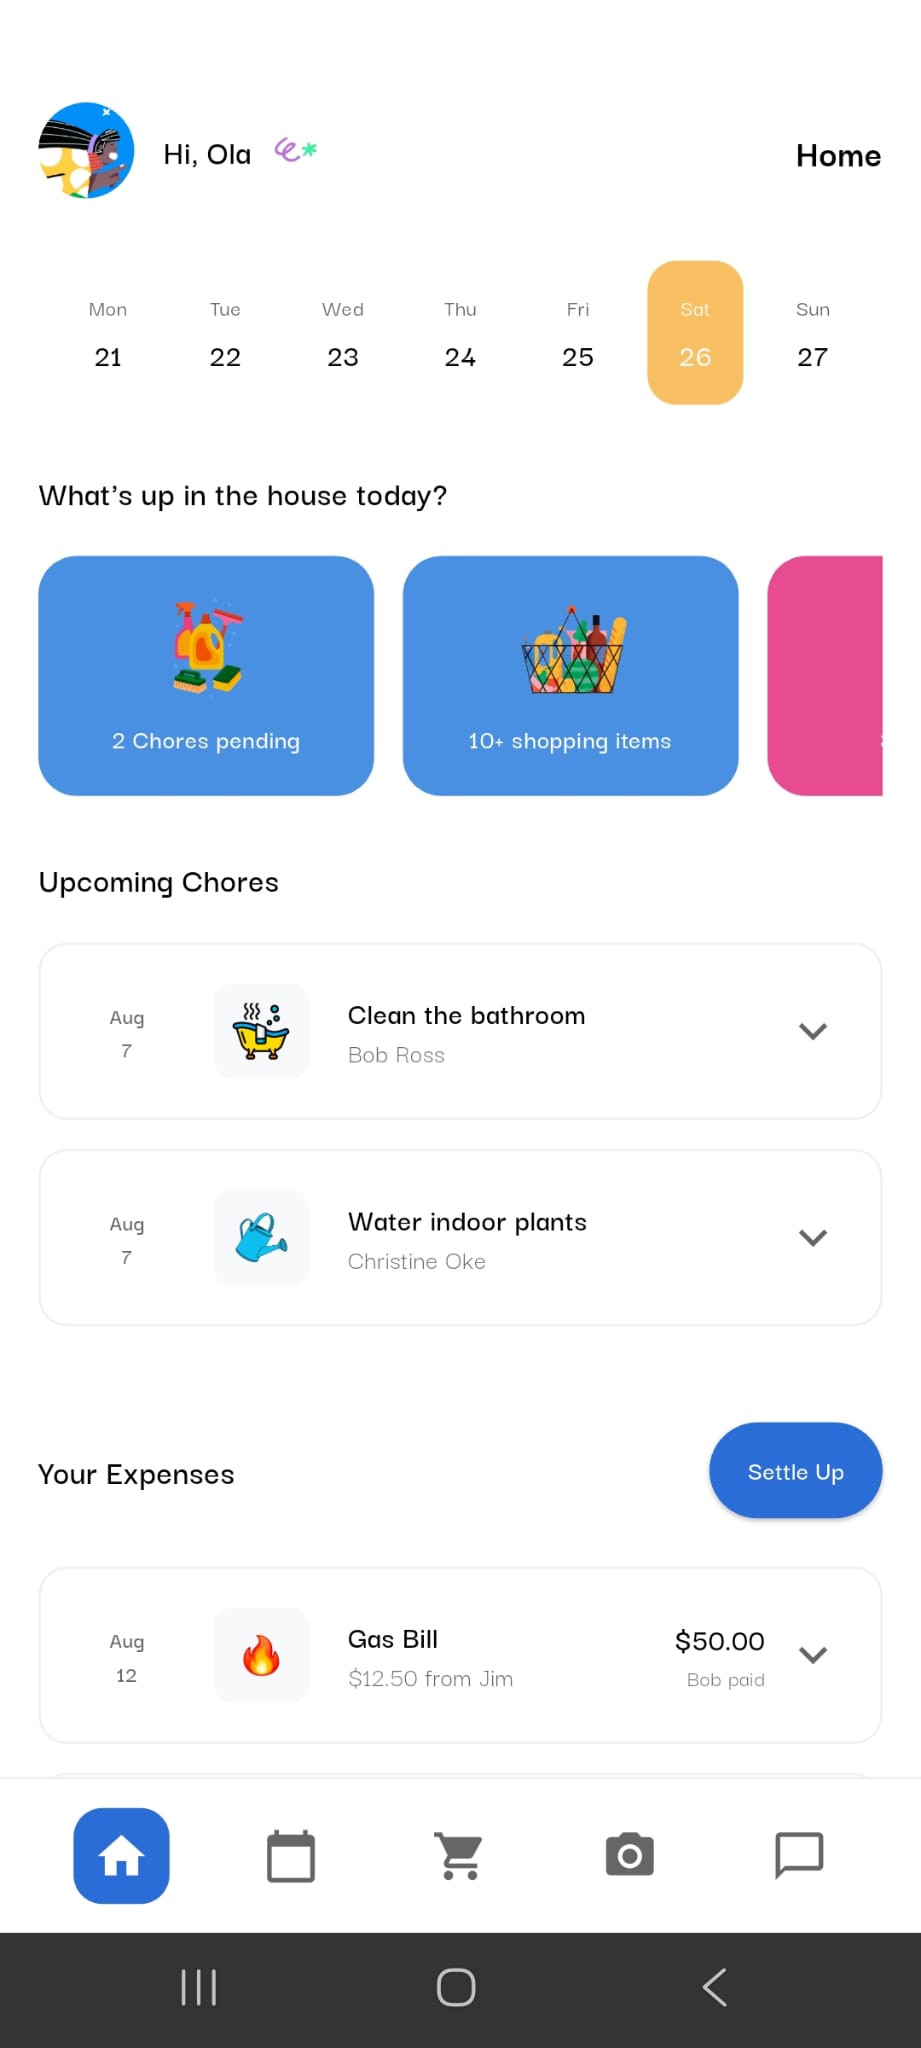 Hi, Ola
Home
Mon Tue Wed Thu Fri Sat Sun
21 22 23 24 25 26 27
What's up in the house today?
2 Chores pending
10+ shopping items
Upcoming Chores
Aug
7
Clean the bathroom
Bob Ross
Aug
7
Water indoor plants
Christine Oke
Your Expenses
Settle Up
Aug
12
Gas Bill
$12.50 from Jim
$50.00
Bob paid